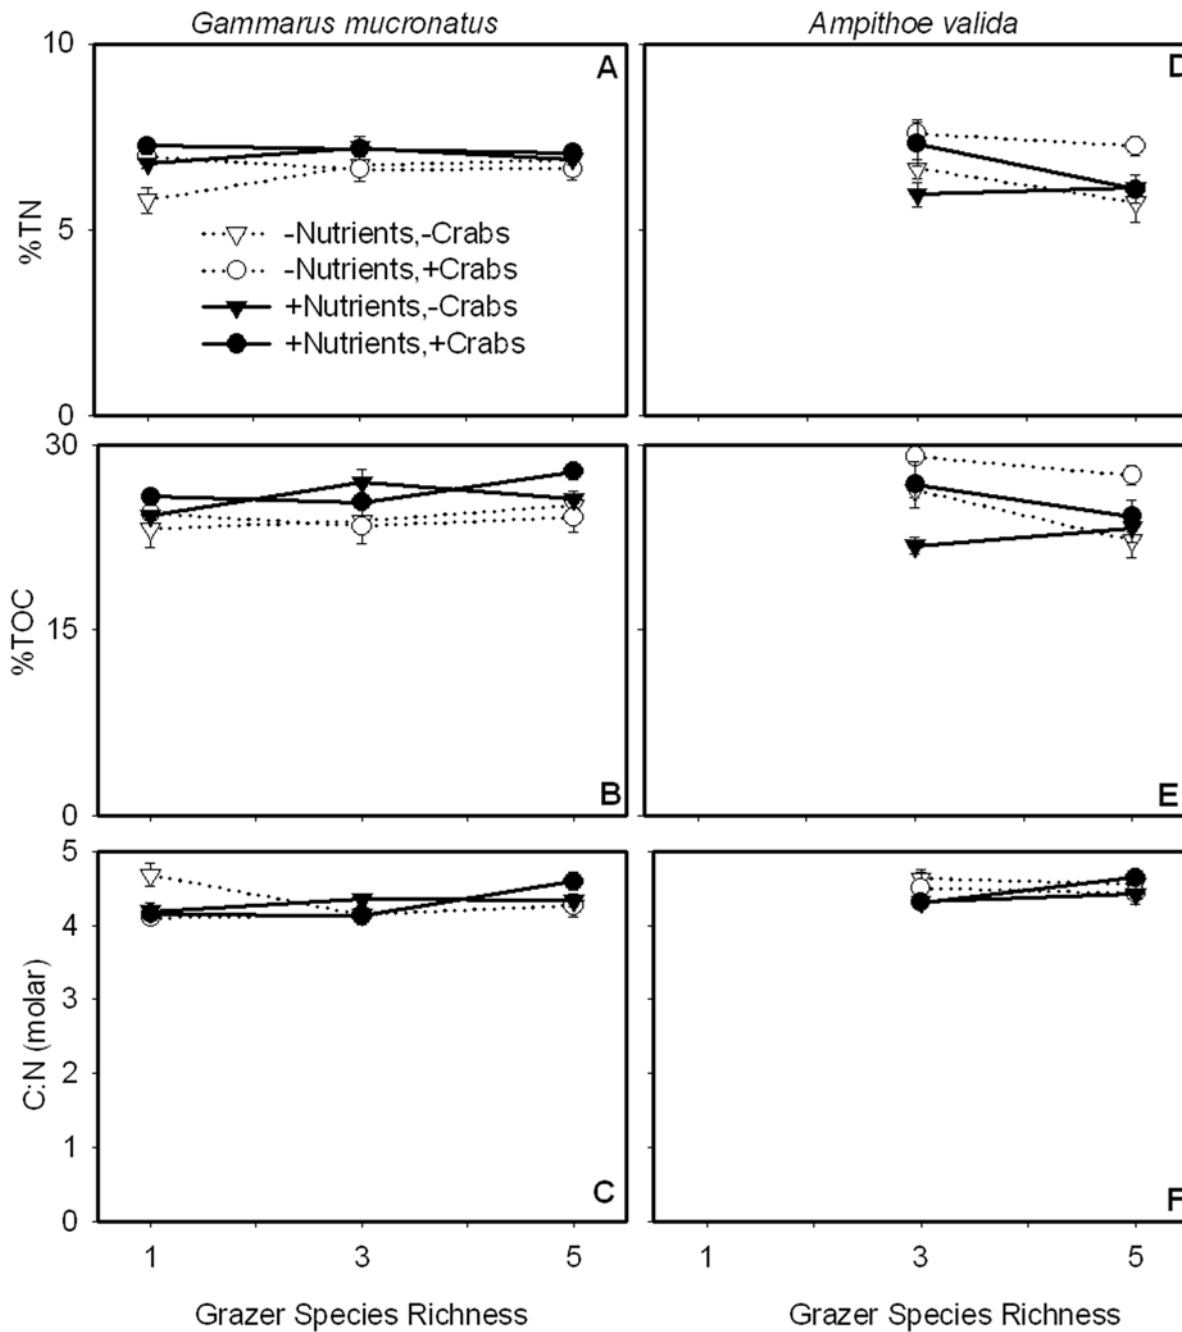 Gammarus mucronatus
Ampithoe valida
10
A
D
%TN
5
-Nutrients,-Crabs
-Nutrients,+Crabs
+Nutrients,-Crabs
+Nutrients,+Crabs
0
30
%TOC
15
B
E
0
5
4
C:N (molar)
3
2
1
C
F
0
1 3 5 1 3 5
Grazer Species Richness Grazer Species Richness